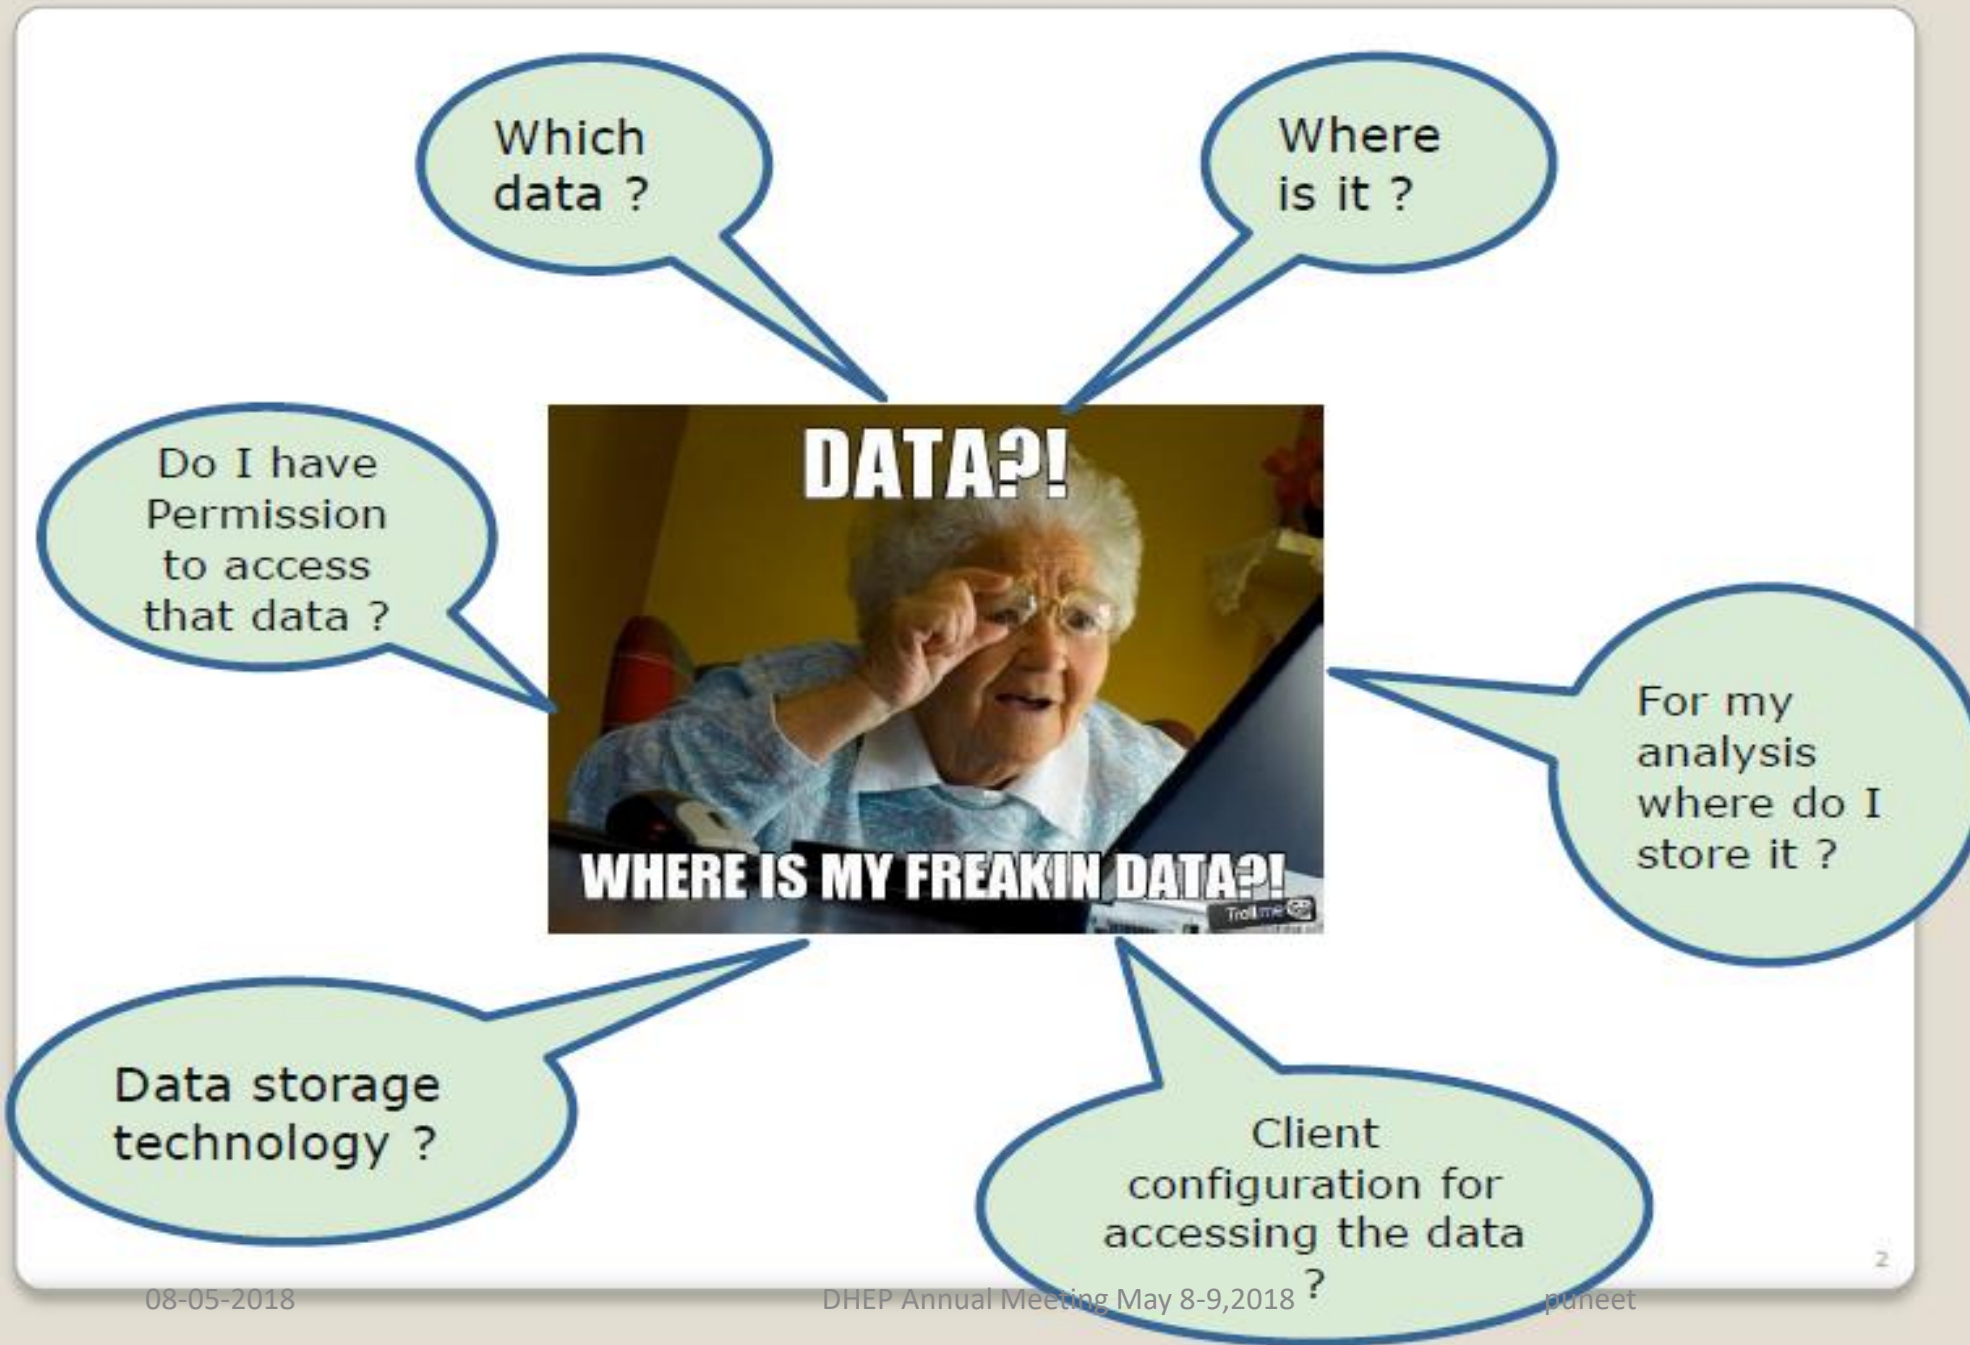 Which
data ?
Where
is it ?
Do I have
Permission
to access
that data ?
DATA?!
WHERE IS MY FREAKIN DATA?!
Troll me
For my
analysis
where do I
store it ?
Data storage
technology ?
Client
configuration for
accessing the data
?
2
08-05-2018
DHEP Annual Meeting May 8-9,2018
puneet